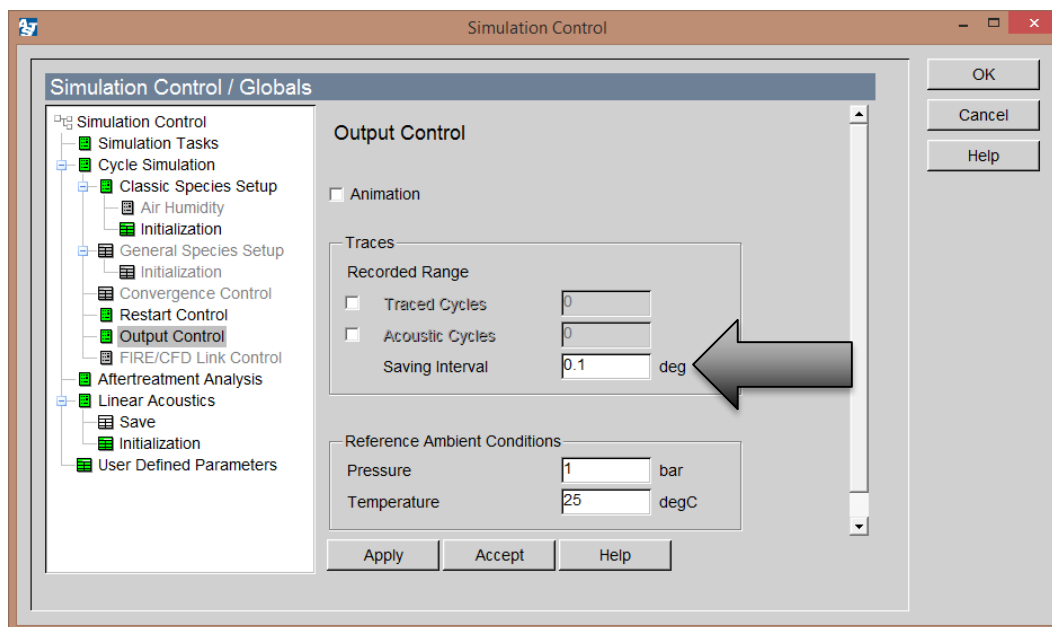 AST
Simulation Control
Simulation Control / Globals
OK
Cancel
Help
Simulation Control
Simulation Tasks
Cycle Simulation
Classic Species Setup
Air Humidity
Initialization
General Species Setup
Initialization
Convergence Control
Restart Control
Output Control
FIRE/CFD Link Control
Aftertreatment Analysis
Linear Acoustics
Save
Initialization
User Defined Parameters
Output Control
Animation
Traces
Recorded Range
Traced Cycles 0
Acoustic Cycles 0
Saving Interval 0.1 deg
Reference Ambient Conditions
Pressure 1 bar
Temperature 25 degC
Apply Accept Help